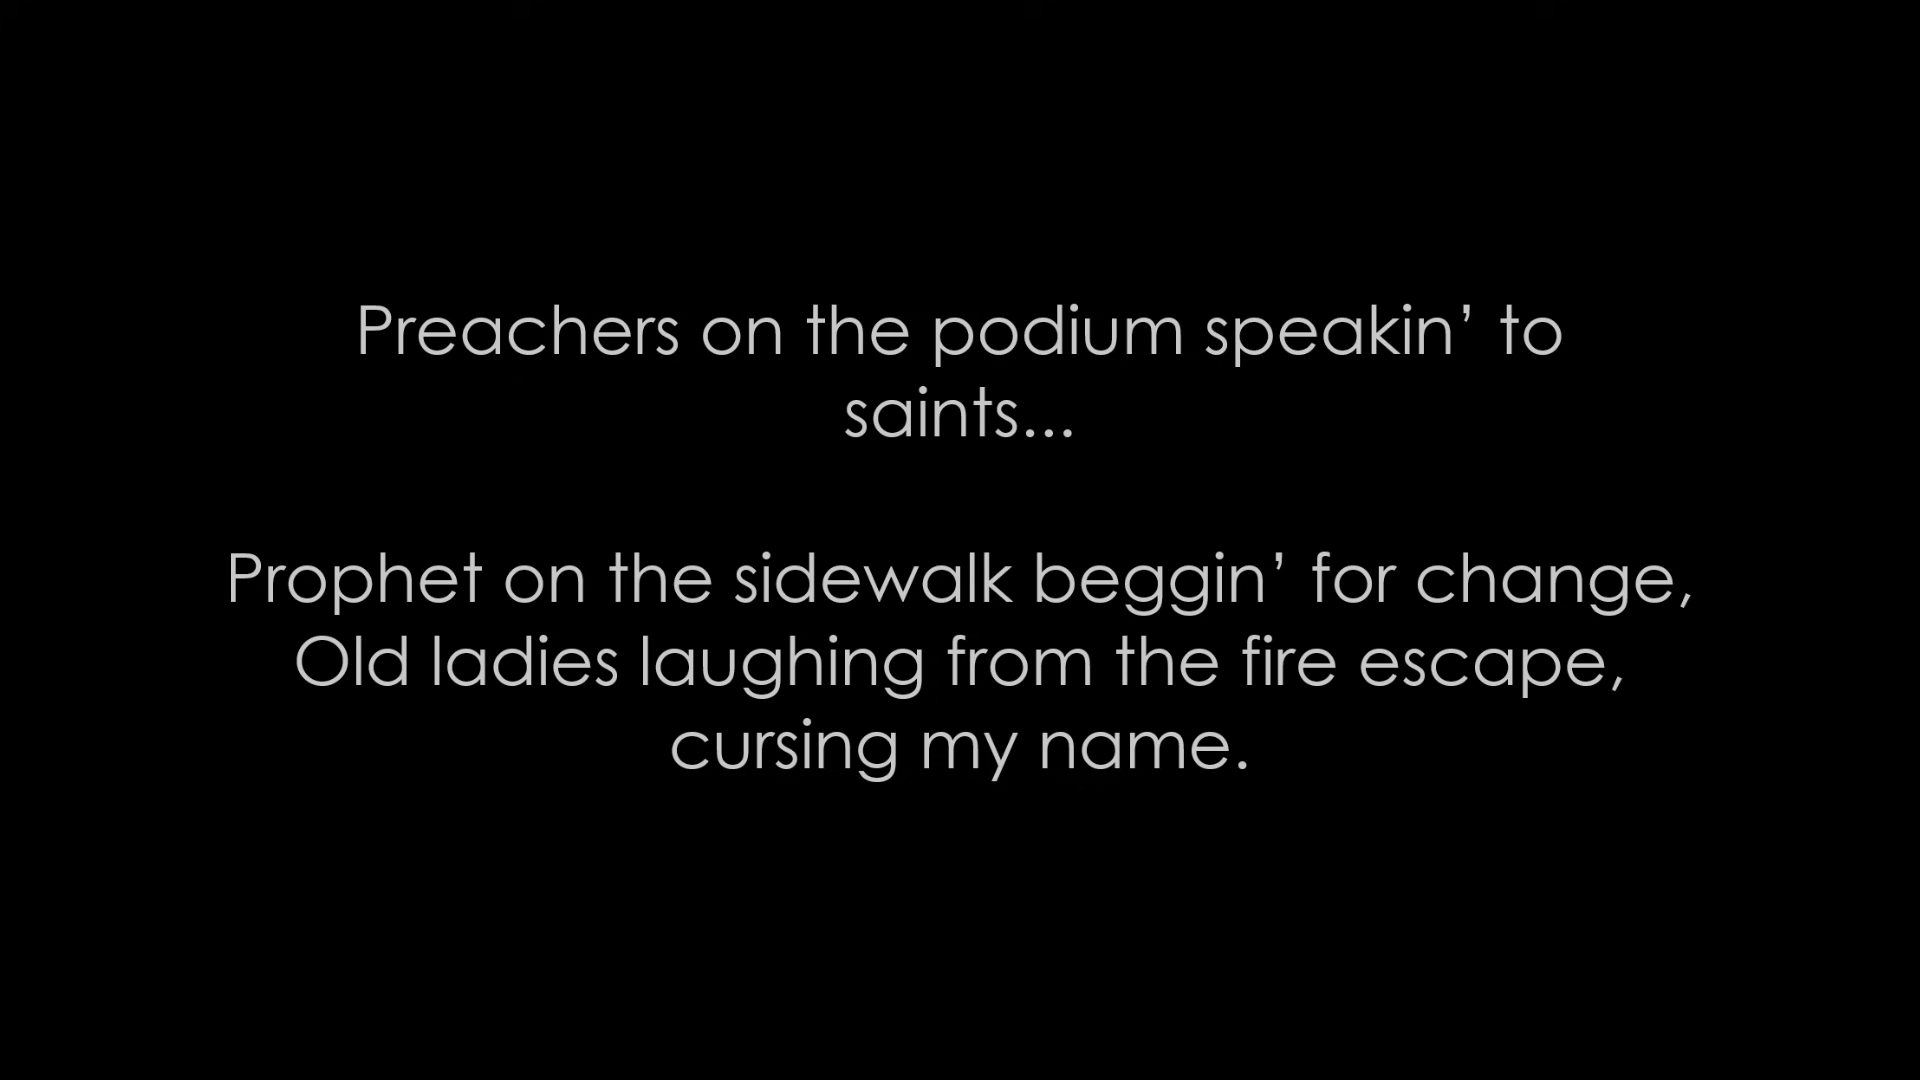 Preachers on the podium speakin’ to
saints...
Prophet on the sidewalk beggin’ for change,
Old ladies laughing from the fire escape,
cursing my name.